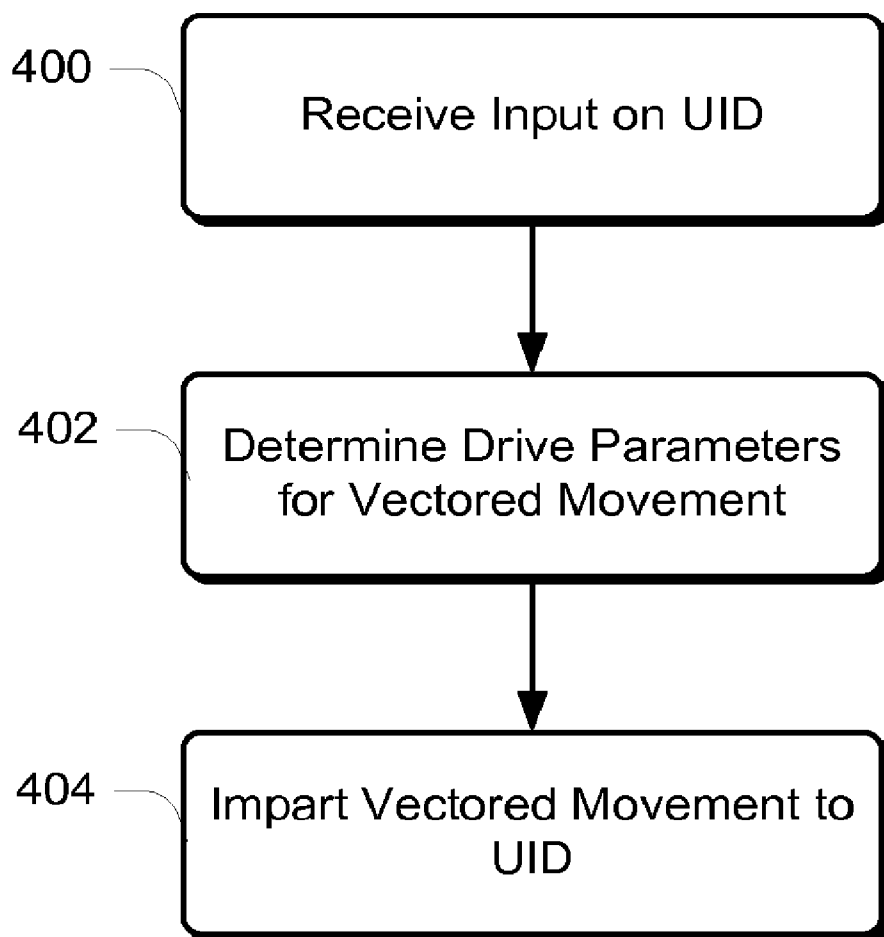 400
Receive Input on UID
402
Determine Drive Parameters
for Vectored Movement
404
Impart Vectored Movement to
UID